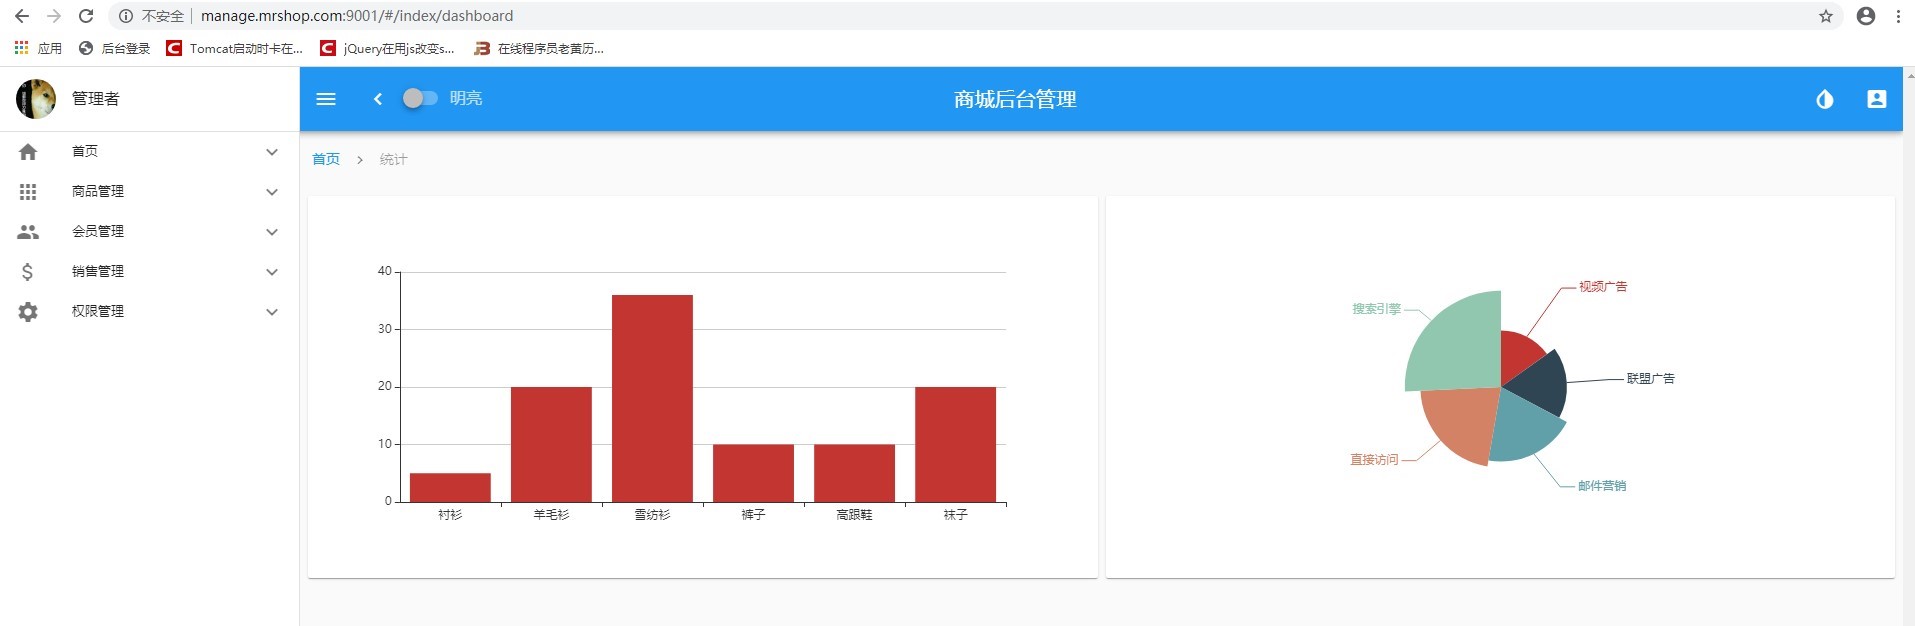 不安全 manage.mrshop.com:9001/#/index/dashboard
应用 后台登录 Tomcat启动时卡在... jQuery在用js改变s... 在线程序员老黄历...
管理者
明亮
商城后台管理
首页
商品管理
会员管理
销售管理
权限管理
首页 > 统计
40
30
20
10
0
衬衫 羊毛衫 雪纺衫 裤子 高跟鞋 袜子
视频广告
搜索引擎
联盟广告
直接访问
邮件营销